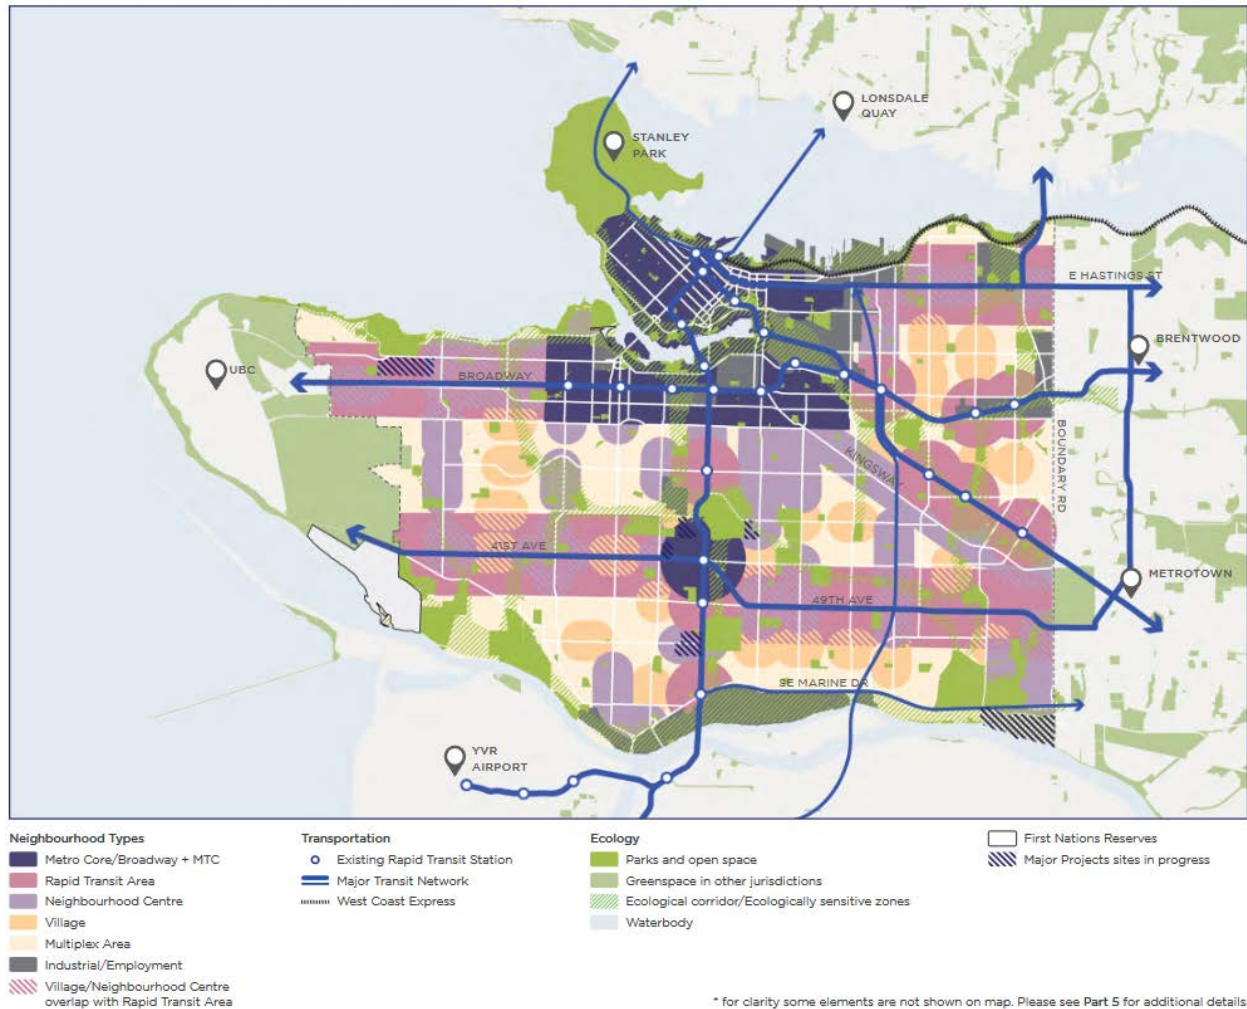 LONSDALE
QUAY
STANLEY
PARK
E HASTINGS ST
BRENTWOOD
UBC
BROADWAY
BOUNDARY RD
KINGSWAY
41ST AVE
METROTOWN
49TH AVE
SE MARINE DR
YVR
AIRPORT
Neighbourhood Types
Metro Core/Broadway + MTC
Rapid Transit Area
Neighbourhood Centre
Village
Multiplex Area
Industrial/Employment
Village/Neighbourhood Centre
overlap with Rapid Transit Area
Transportation
Existing Rapid Transit Station
Major Transit Network
West Coast Express
Ecology
Parks and open space
Greenspace in other jurisdictions
Ecological corridor/Ecologically sensitive zones
Waterbody
First Nations Reserves
Major Projects sites in progress
* for clarity some elements are not shown on map. Please see Part 5 for additional details